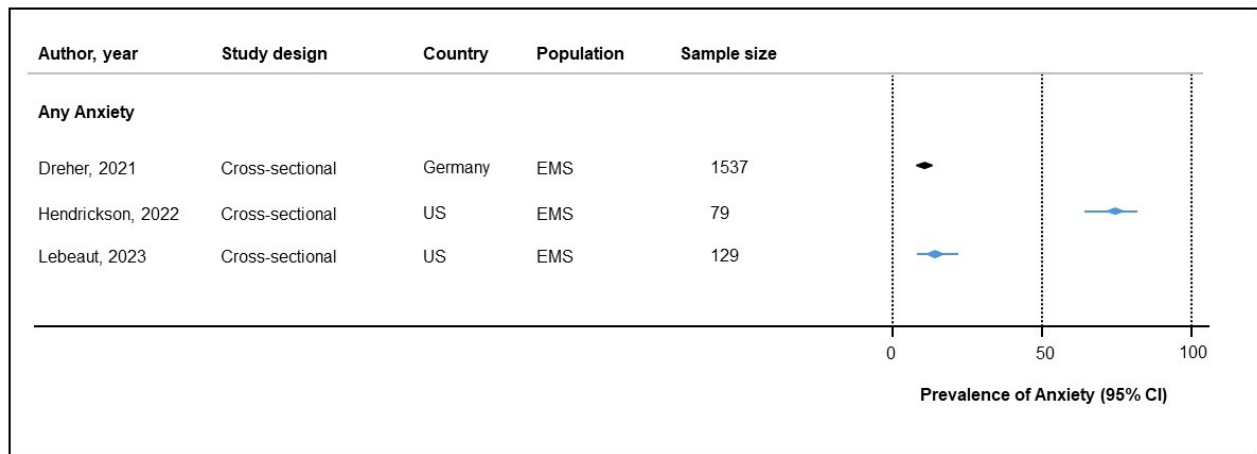 Author, year Study design Country Population Sample size
Any Anxiety
Dreher, 2021 Cross-sectional Germany EMS 1537
Hendrickson, 2022 Cross-sectional US EMS 79
Lebeaut, 2023 Cross-sectional US EMS 129
0 50 100
Prevalence of Anxiety (95% CI)